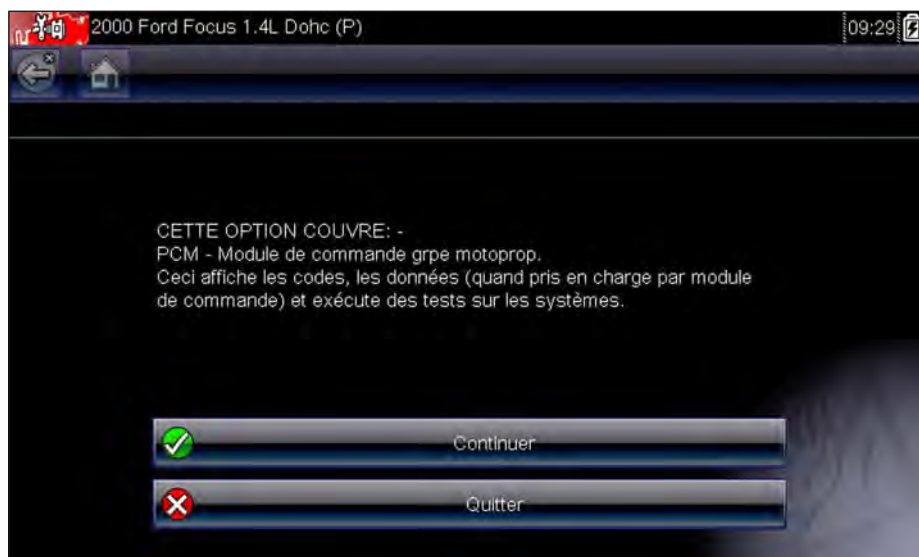 2000 Ford Focus 1.4L Dohc (P)
09:29
CETTE OPTION COUVRE: -
PCM - Module de commande grpe motoprop.
Ceci affiche les codes, les données (quand pris en charge par module
de commande) et exécute des tests sur les systèmes.
Continuer
Quitter